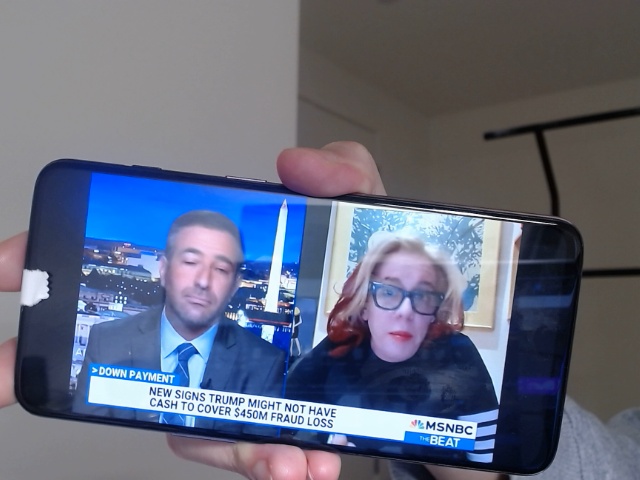 >DOWN PAYMENT
NEW SIGNS TRUMP MIGHT NOT HAVE
CASH TO COVER $450M FRAUD LOSS
MSNBC
THE BEAT